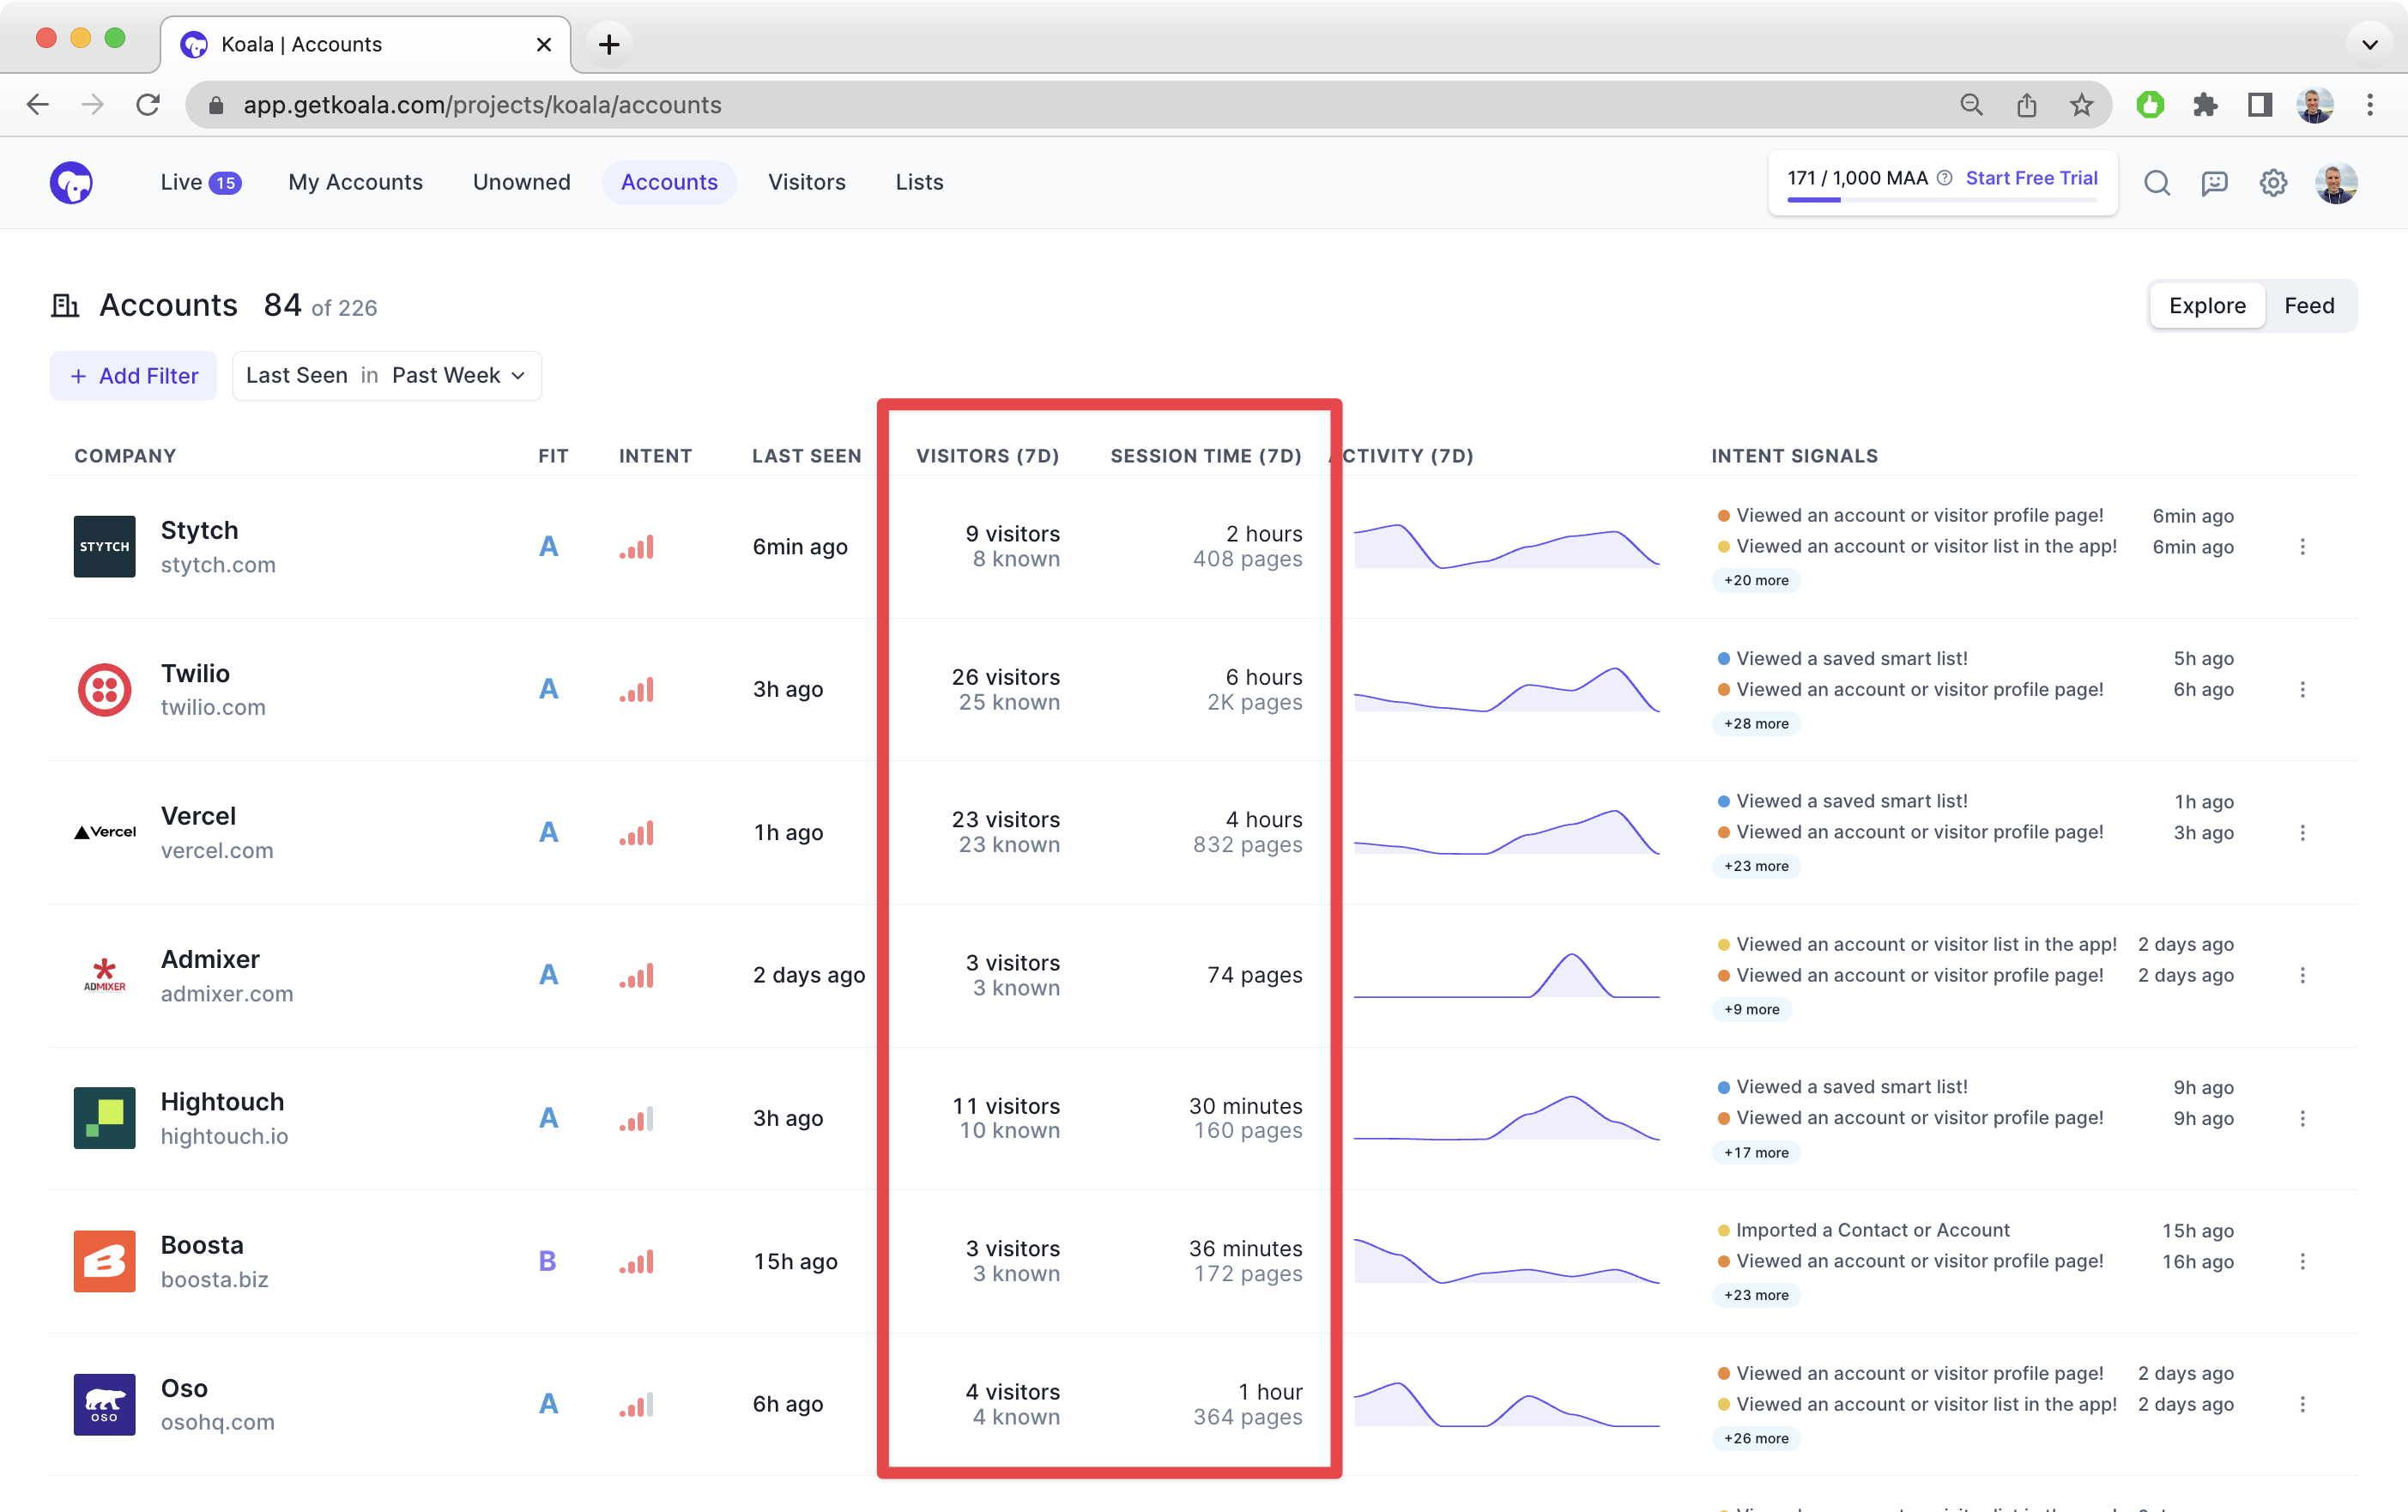 Koala | Accounts
app.getkoala.com/projects/koala/accounts
Live 15 My Accounts Unowned Accounts Visitors Lists 171 / 1,000 MAA ? Start Free Trial
Accounts 84 of 226 Explore Feed
+ Add Filter Last Seen in Past Week
COMPANY FIT INTENT LAST SEEN VISITORS (7D) SESSION TIME (7D) CTIVITY (7D) INTENT SIGNALS
STYTCH
Stytch
stytch.com
A
6min ago
9 visitors
8 known
2 hours
408 pages
Viewed an account or visitor profile page! 6min ago
Viewed an account or visitor list in the app! 6min ago
+20 more
Twilio
twilio.com
A
3h ago
26 visitors
25 known
6 hours
2K pages
Viewed a saved smart list! 5h ago
Viewed an account or visitor profile page! 6h ago
+28 more
Vercel
Vercel
vercel.com
A
1h ago
23 visitors
23 known
4 hours
832 pages
Viewed a saved smart list! 1h ago
Viewed an account or visitor profile page! 3h ago
+23 more
ADMIXER
Admixer
admixer.com
A
2 days ago
3 visitors
3 known
74 pages
Viewed an account or visitor list in the app! 2 days ago
Viewed an account or visitor profile page! 2 days ago
+9 more
Hightouch
hightouch.io
A
3h ago
11 visitors
10 known
30 minutes
160 pages
Viewed a saved smart list! 9h ago
Viewed an account or visitor profile page! 9h ago
+17 more
B
Boosta
boosta.biz
B
15h ago
3 visitors
3 known
36 minutes
172 pages
Imported a Contact or Account 15h ago
Viewed an account or visitor profile page! 16h ago
+23 more
OSO
Oso
osohq.com
A
6h ago
4 visitors
4 known
1 hour
364 pages
Viewed an account or visitor profile page! 2 days ago
Viewed an account or visitor list in the app! 2 days ago
+26 more